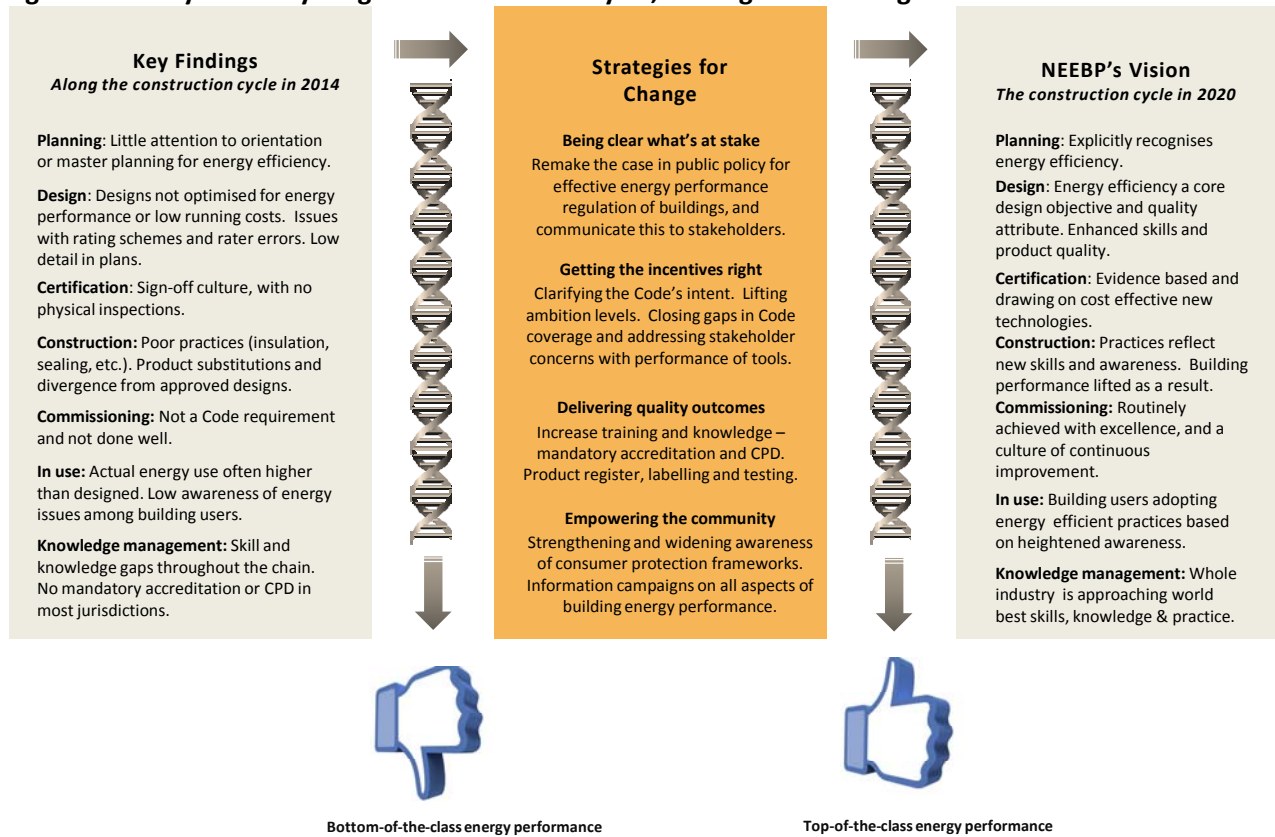 Key Findings
Along the construction cycle in 2014
Planning: Little attention to orientation
or master planning for energy efficiency.
Design: Designs not optimised for energy
performance or low running costs. Issues
with rating schemes and rater errors. Low
detail in plans.
Certification: Sign-off culture, with no
physical inspections.
Construction: Poor practices (insulation,
sealing, etc.). Product substitutions and
divergence from approved designs.
Commissioning: Not a Code requirement
and not done well.
In use: Actual energy use often higher
than designed. Low awareness of energy
issues among building users.
Knowledge management: Skill and
knowledge gaps throughout the chain.
No mandatory accreditation or CPD in
most jurisdictions.
Strategies for
Change
Being clear what's at stake
Remake the case in public policy for
effective energy performance
regulation of buildings, and
communicate this to stakeholders.
Getting the incentives right
Clarifying the Code's intent. Lifting
ambition levels. Closing gaps in Code
coverage and addressing stakeholder
concerns with performance of tools.
Delivering quality outcomes
Increase training and knowledge –
mandatory accreditation and CPD.
Product register, labelling and testing.
Empowering the community
Strengthening and widening awareness
of consumer protection frameworks.
Information campaigns on all aspects of
building energy performance.
NEEBP's Vision
The construction cycle in 2020
Planning: Explicitly recognises
energy efficiency.
Design: Energy efficiency a core
design objective and quality
attribute. Enhanced skills and
product quality.
Certification: Evidence based and
drawing on cost effective new
technologies.
Construction: Practices reflect
new skills and awareness. Building
performance lifted as a result.
Commissioning: Routinely
achieved with excellence, and a
culture of continuous
improvement.
In use: Building users adopting
energy efficient practices based
on heightened awareness.
Knowledge management: Whole
industry is approaching world
best skills, knowledge & practice.
Bottom-of-the-class energy performance
Top-of-the-class energy performance